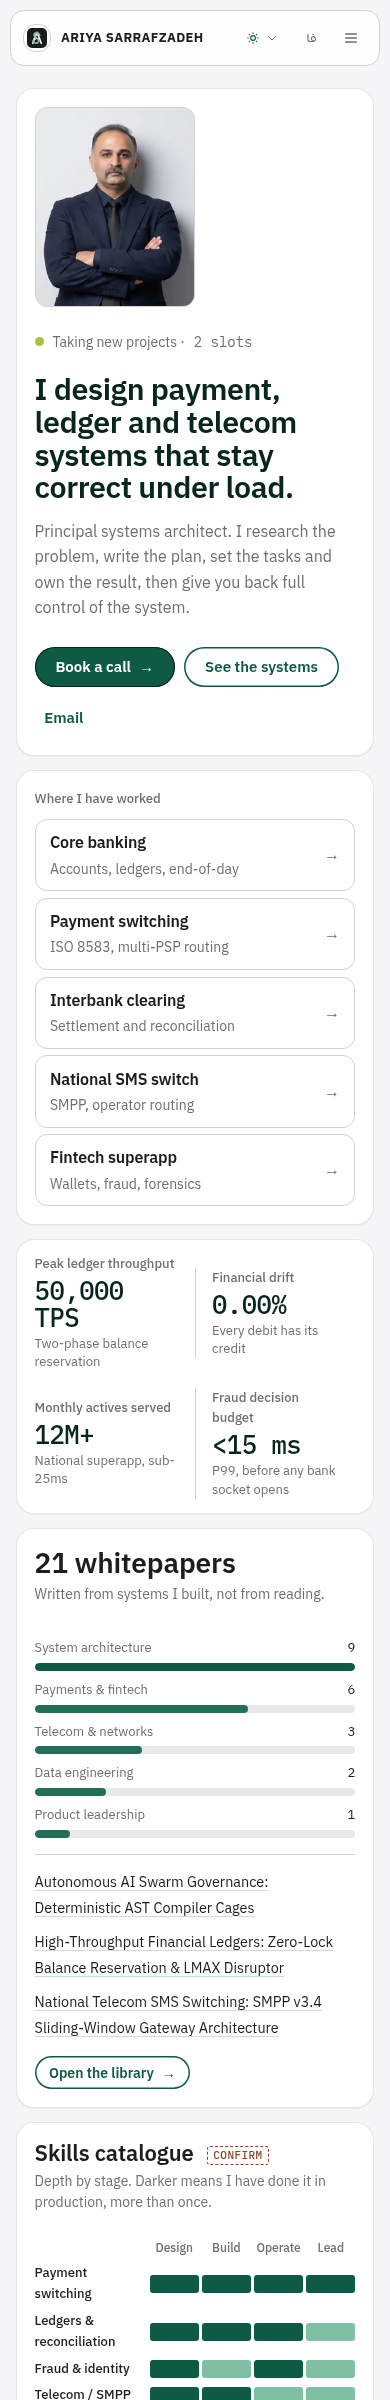 ARIYA SARRAFZADEH
فا
Taking new projects · 2 slots
I design payment,
ledger and telecom
systems that stay
correct under load.
Principal systems architect. I research the
problem, write the plan, set the tasks and
own the result, then give you back full
control of the system.
Book a call →
See the systems
Email
Where I have worked
Core banking
Accounts, ledgers, end-of-day
→
Payment switching
ISO 8583, multi-PSP routing
→
Interbank clearing
Settlement and reconciliation
→
National SMS switch
SMPP, operator routing
→
Fintech superapp
Wallets, fraud, forensics
→
Peak ledger throughput
50,000
TPS
Two-phase balance
reservation
Financial drift
0.00%
Every debit has its
credit
Monthly actives served
12M+
National superapp, sub-
25ms
Fraud decision
budget
<15 ms
P99, before any bank
socket opens
21 whitepapers
Written from systems I built, not from reading.
System architecture 9
Payments & fintech 6
Telecom & networks 3
Data engineering 2
Product leadership 1
Autonomous AI Swarm Governance:
Deterministic AST Compiler Cages
High-Throughput Financial Ledgers: Zero-Lock
Balance Reservation & LMAX Disruptor
National Telecom SMS Switching: SMPP v3.4
Sliding-Window Gateway Architecture
Open the library →
Skills catalogue CONFIRM
Depth by stage. Darker means I have done it in
production, more than once.
Design Build Operate Lead
Payment
switching
Ledgers &
reconciliation
Fraud & identity
Telecom / SMPP